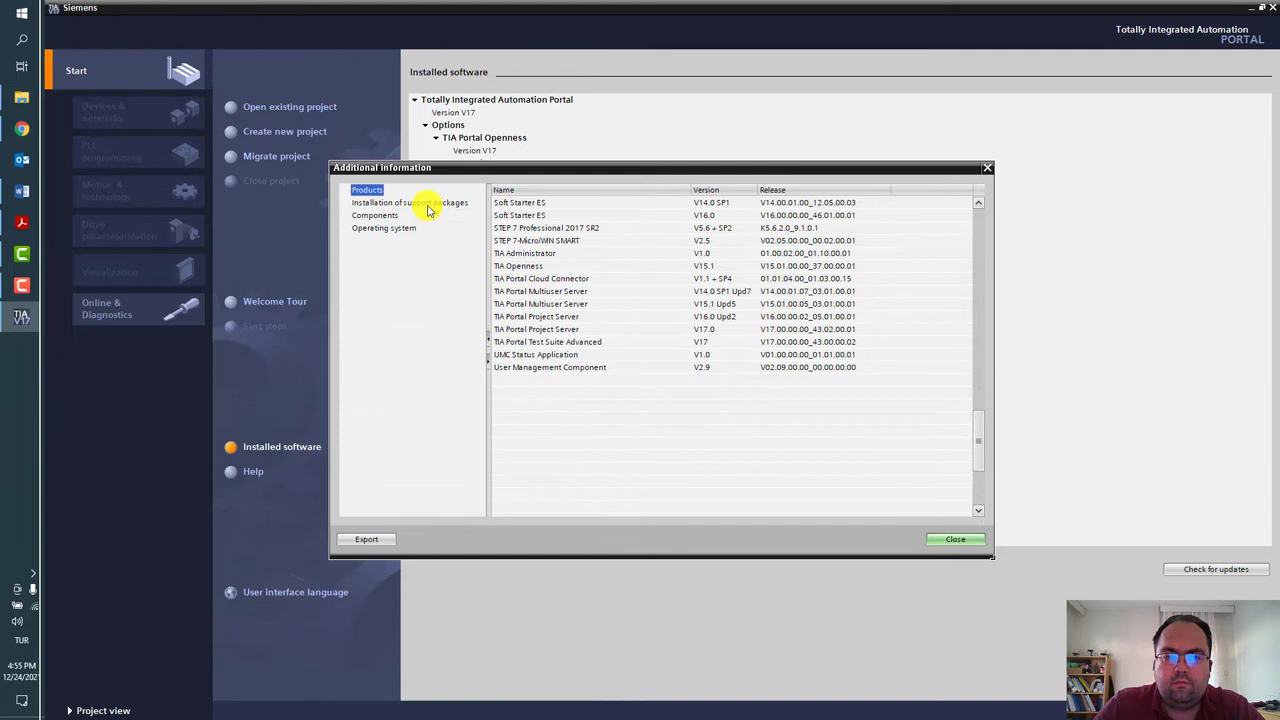 Siemens
Totally Integrated Automation
PORTAL
Start
Devices &
networks
PLC
programming
Motion &
technology
Drive
parameterization
Visualization
Online &
Diagnostics
Open existing project
Create new project
Migrate project
Close project
Welcome Tour
First steps
Installed software
Help
User interface language
Project view
Installed software
Totally Integrated Automation Portal
Version V17
Options
TIA Portal Openness
Version V17
Additional information
Products
Installation of support packages
Components
Operating system
Name Version Release
Soft Starter ES V14.0 SP1 V14.00.01.00_12.05.00.03
Soft Starter ES V16.0 V16.00.00.00_46.01.00.01
STEP 7 Professional 2017 SR2 V5.6 + SP2 K5.6.2.0_9.1.0.1
STEP 7-MicroWIN SMART V2.5 V02.05.00.00_00.02.00.01
TIA Administrator V1.0 01.00.02.00_01.10.00.01
TIA Openness V15.1 V15.01.00.00_37.00.00.01
TIA Portal Cloud Connector V1.1 + SP4 01.01.04.00_01.03.00.15
TIA Portal Multiuser Server V14.0 SP1 Upd7 V14.00.01.07_03.01.00.01
TIA Portal Multiuser Server V15.1 Upd5 V15.01.00.05_03.01.00.01
TIA Portal Project Server V16.0 Upd2 V16.00.00.02_05.01.00.01
TIA Portal Project Server V17.0 V17.00.00.00_43.02.00.01
TIA Portal Test Suite Advanced V17 V17.00.00.00_43.00.00.02
UMC Status Application V1.0 V01.00.00.00_01.01.00.01
User Management Component V2.9 V02.09.00.00_00.00.00.00
Export
Close
Check for updates
TUR
4:55 PM
12/24/2021
TIA
V17